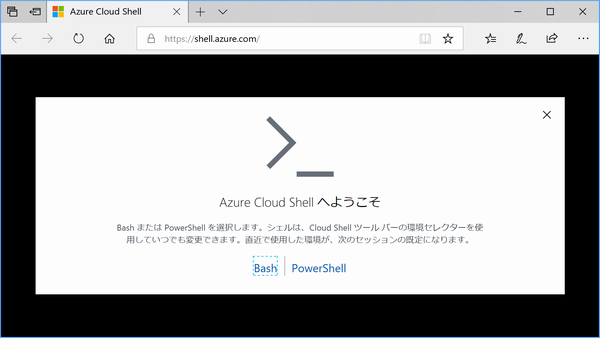 Azure Cloud Shell
https://shell.azure.com/
Azure Cloud Shell へようこそ
Bash または PowerShell を選択します。シェルは、Cloud Shell ツール バーの環境セレクターを使
用していつでも変更できます。直近で使用した環境が、次のセッションの既定になります。
Bash
PowerShell